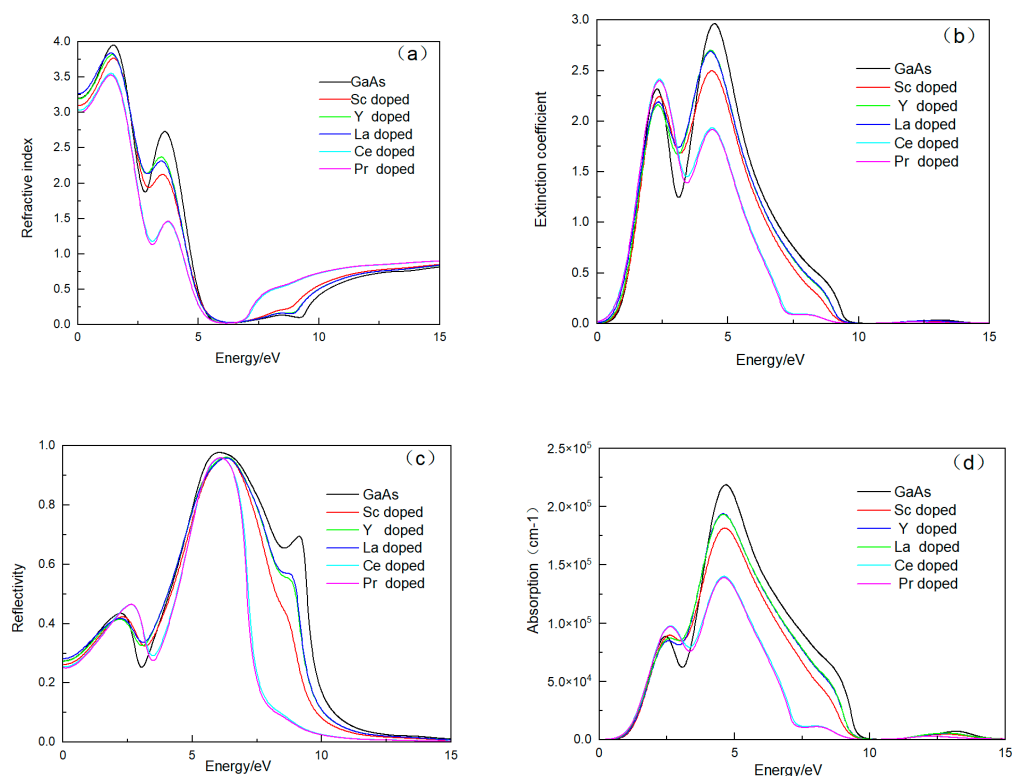 (a)
4.0
3.5
3.0
2.5
2.0
1.5
1.0
0.5
0.0
0
5
10
15
Refractive index
Energy/eV
GaAs
Sc doped
Y doped
La doped
Ce doped
Pr doped
(b)
3.0
2.5
2.0
1.5
1.0
0.5
0.0
0
5
10
15
Extinction coefficient
Energy/eV
GaAs
Sc doped
Y doped
La doped
Ce doped
Pr doped
(c)
1.0
0.8
0.6
0.4
0.2
0.0
0
5
10
15
Reflectivity
Energy/eV
GaAs
Sc doped
Y doped
La doped
Ce doped
Pr doped
(d)
2.5×10⁵
2.0×10⁵
1.5×10⁵
1.0×10⁵
5.0×10⁴
0.0
0
5
10
15
Absorption (cm-1)
Energy/eV
GaAs
Sc doped
Y doped
La doped
Ce doped
Pr doped